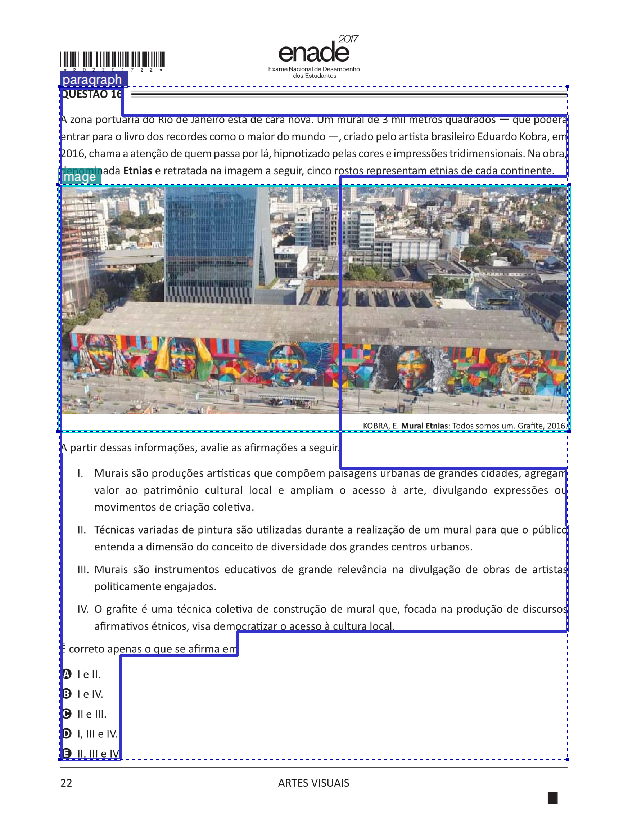 2017
enade
Exame Nacional de Desempenho
dos Estudantes
paragraph
QUESTÃO 16
A zona portuária do Rio de Janeiro está de cara nova. Um mural de 3 mil metros quadrados — que poderá
entrar para o livro dos recordes como o maior do mundo —, criado pelo artista brasileiro Eduardo Kobra, em
2016, chama a atenção de quem passa por lá, hipnotizado pelas cores e impressões tridimensionais. Na obra,
image
denominada Etnias e retratada na imagem a seguir, cinco rostos representam etnias de cada continente.
KOBRA, E. Mural Etnias: Todos somos um. Grafite, 2016.
A partir dessas informações, avalie as afirmações a seguir.
I. Murais são produções artísticas que compõem paisagens urbanas de grandes cidades, agregam
valor ao patrimônio cultural local e ampliam o acesso à arte, divulgando expressões ou
movimentos de criação coletiva.
II. Técnicas variadas de pintura são utilizadas durante a realização de um mural para que o público
entenda a dimensão do conceito de diversidade dos grandes centros urbanos.
III. Murais são instrumentos educativos de grande relevância na divulgação de obras de artistas
politicamente engajados.
IV. O grafite é uma técnica coletiva de construção de mural que, focada na produção de discursos
afirmativos étnicos, visa democratizar o acesso à cultura local.
É correto apenas o que se afirma em
A I e II.
B I e IV.
C II e III.
D I, III e IV.
E II, III e IV.
22
ARTES VISUAIS